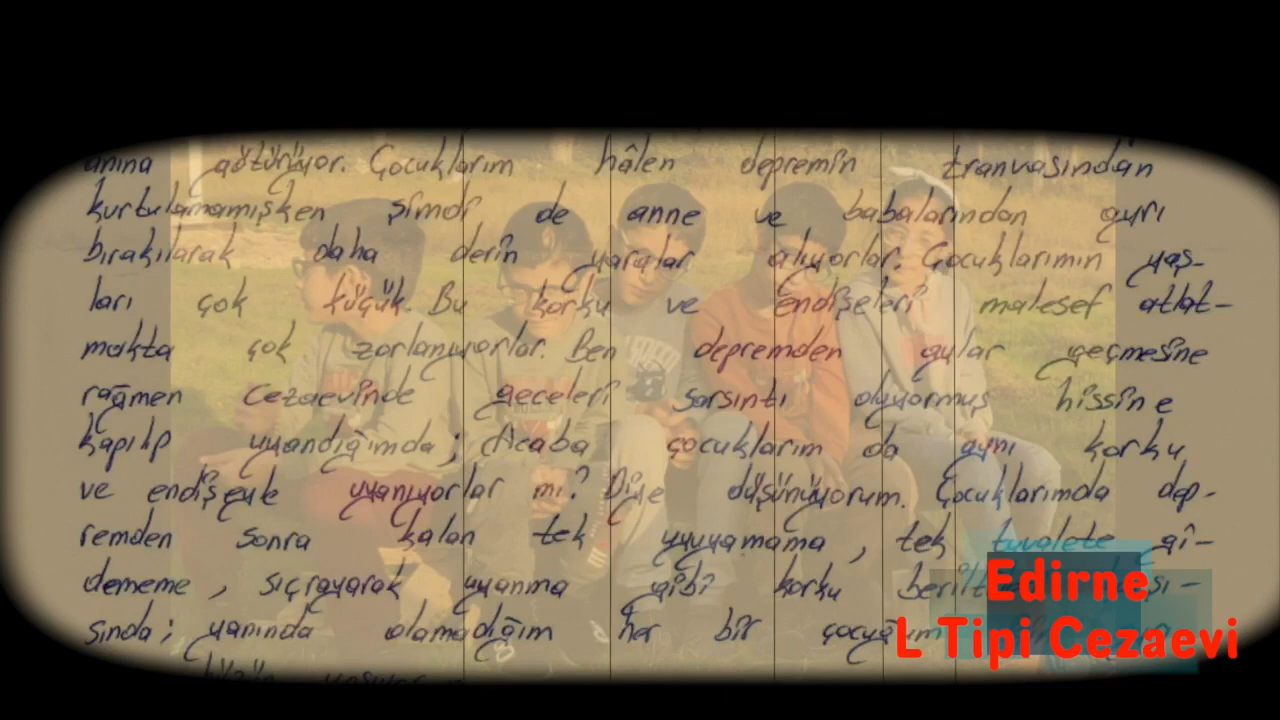 anına götürüyor. Çocuklarım hâlen depremin tranvasından
kurtulamamışken şimdi de anne ve babalarından ayrı
bırakılarak daha derin yaralar alıyorlar. Çocuklarımın yaş-
ları çok küçük. Bu korku ve endişeleri malesef atlat-
makta çok zorlanıyorlar. Ben depremden aylar geçmesine
rağmen cezaevinde geceleri sarsıntı oluyormuş hissine
kapılıp uyandığımda; Acaba çocuklarım da aynı korku
ve endişeyle uyanıyorlar mı? Diye düşünüyorum. Çocuklarımda dep-
remden sonra kalan tek uyuyamama, tek tuvalete gi-
dememe, sıçrayarak uyanma gibi korku
sında; yanında olamadığım her bir çocuğum
Edirne
L Tipi Cezaevi